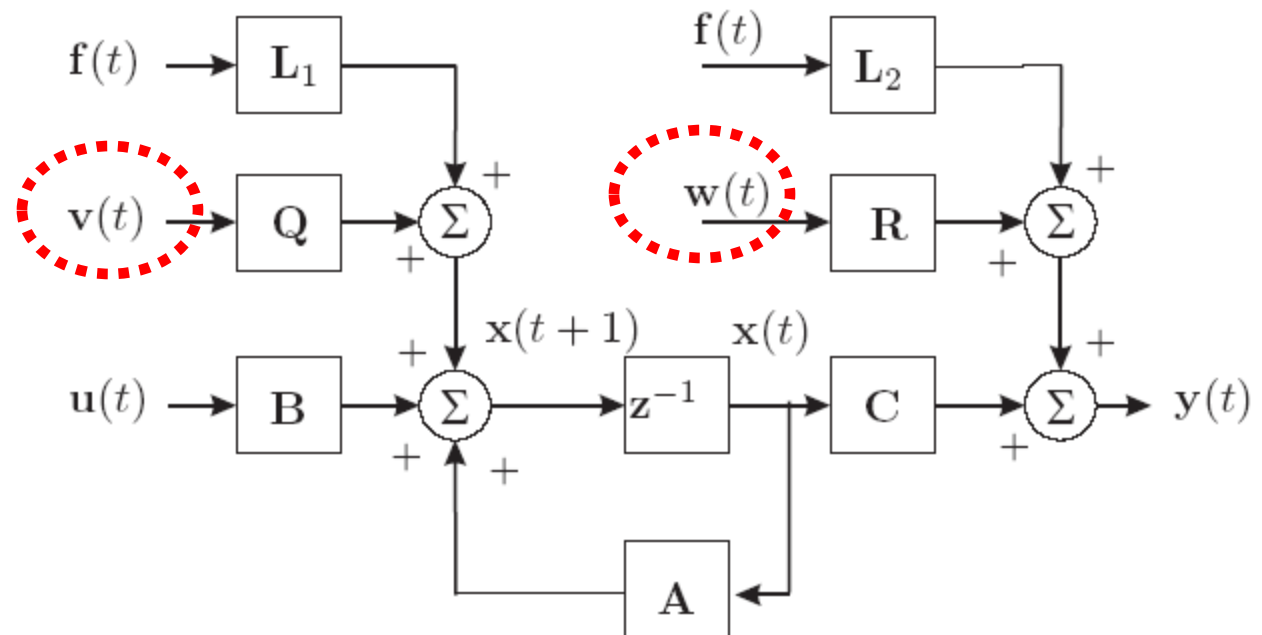 f(t) L₁ f(t) L₂
+ +
v(t) Q Σ w(t) R Σ
+ +
x(t + 1) x(t)
+ +
u(t) B Σ z⁻¹ C Σ y(t)
+ + +
A